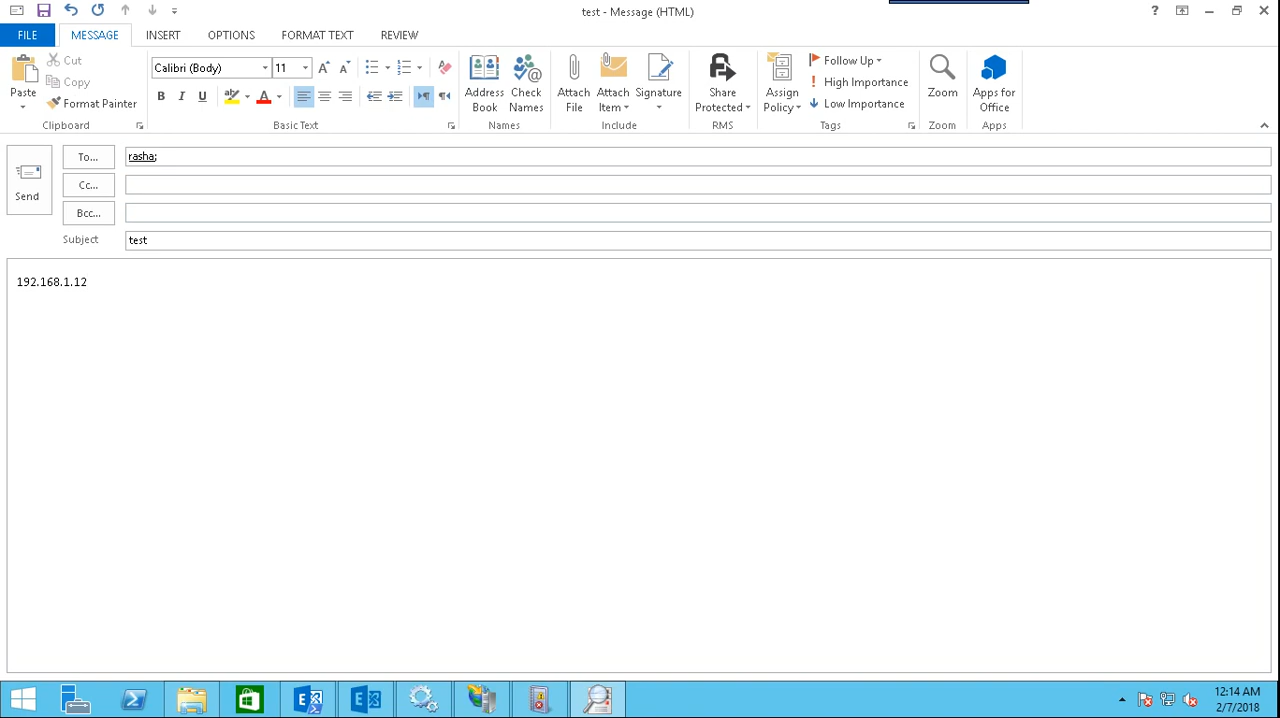 test - Message (HTML)
?
FILE
MESSAGE
INSERT
OPTIONS
FORMAT TEXT
REVIEW
Paste
Cut
Copy
Format Painter
Clipboard
Calibri (Body)
11
A A
B I U ab A
Basic Text
Address Book
Check Names
Names
Attach File
Attach Item
Signature
Include
Share Protected
RMS
Assign Policy
Follow Up
! High Importance
Low Importance
Tags
Zoom
Zoom
Apps for Office
Apps
Send
To...
rasha;
Cc...
Bcc...
Subject
test
192.168.1.12
12:14 AM
2/7/2018